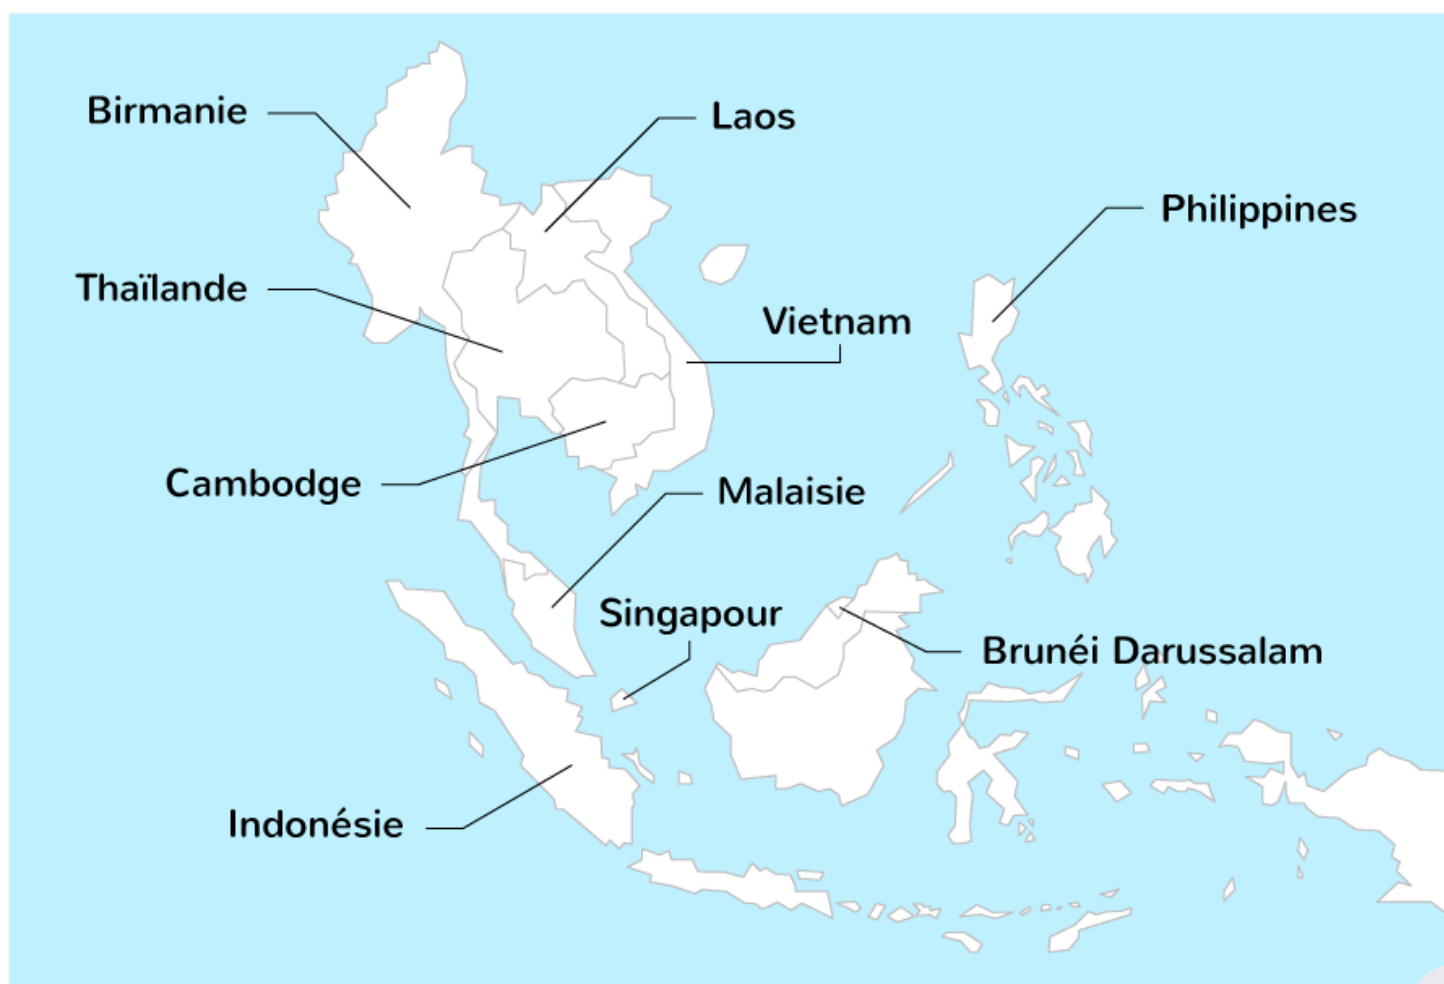 Birmanie
Laos
Philippines
Thaïlande
Vietnam
Cambodge
Malaisie
Singapour
Brunéi Darussalam
Indonésie